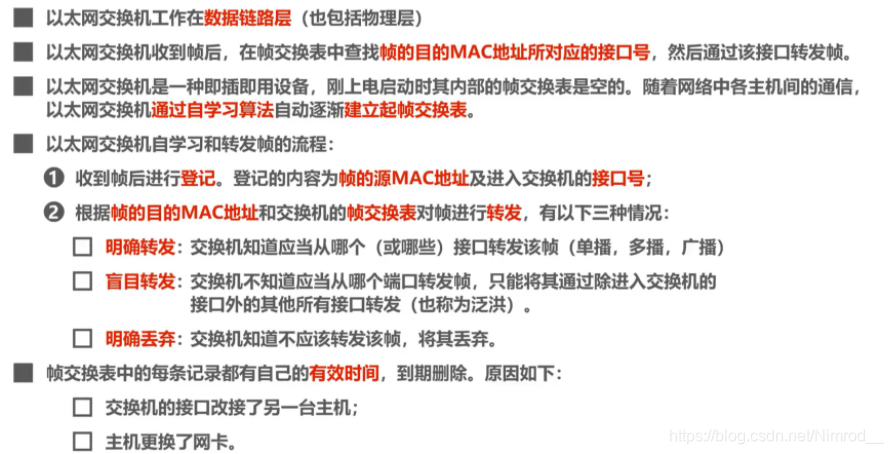 以太网交换机工作在数据链路层（也包括物理层）
以太网交换机收到帧后，在帧交换表中查找帧的目的MAC地址所对应的接口号，然后通过该接口转发帧。
以太网交换机是一种即插即用设备，刚上电启动时其内部的帧交换表是空的。随着网络中各主机间的通信，
以太网交换机通过自学习算法自动逐渐建立起帧交换表。
以太网交换机自学习和转发帧的流程：
❶ 收到帧后进行登记。登记的内容为帧的源MAC地址及进入交换机的接口号；
❷ 根据帧的目的MAC地址和交换机的帧交换表对帧进行转发，有以下三种情况：
明确转发：交换机知道应当从哪个（或哪些）接口转发该帧（单播，多播，广播）
盲目转发：交换机不知道应当从哪个端口转发帧，只能将其通过除进入交换机的
接口外的其他所有接口转发（也称为泛洪）。
明确丢弃：交换机知道不应该转发该帧，将其丢弃。
帧交换表中的每条记录都有自己的有效时间，到期删除。原因如下：
交换机的接口改接了另一台主机；
主机更换了网卡。
https://blog.csdn.net/Nimrod__